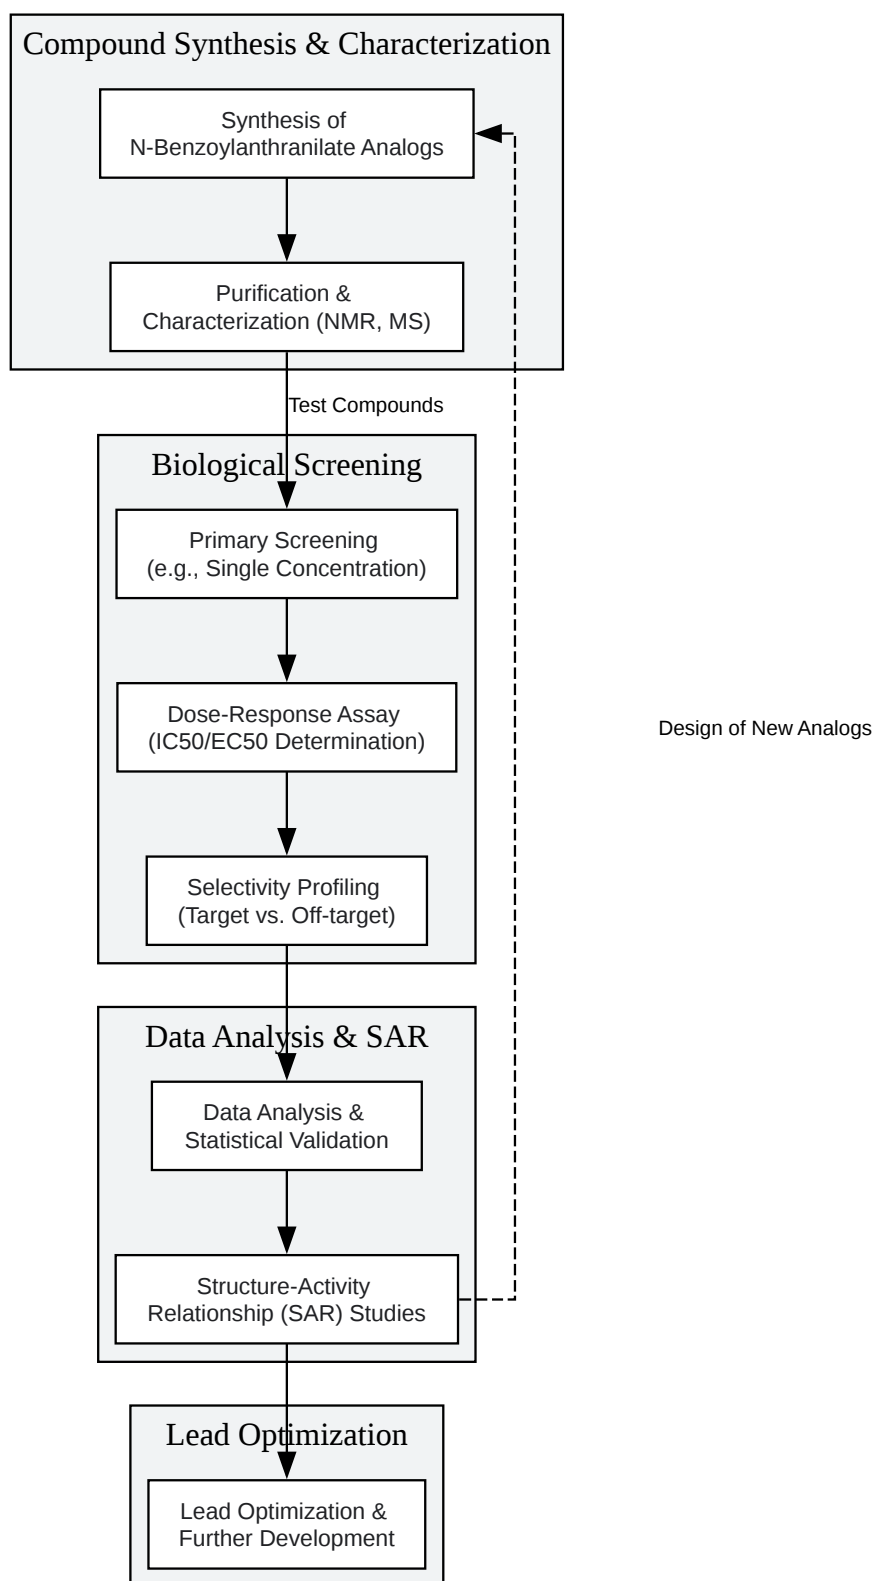 Compound Synthesis & Characterization
Synthesis of
N-Benzoylanthranilate Analogs
Purification &
Characterization (NMR, MS)
Test Compounds
Biological Screening
Primary Screening
(e.g., Single Concentration)
Dose-Response Assay
(IC50/EC50 Determination)
Design of New Analogs
Selectivity Profiling
(Target vs. Off-target)
Data Analysis & SAR
Data Analysis &
Statistical Validation
Structure-Activity
Relationship (SAR) Studies
Lead Optimization
Lead Optimization &
Further Development